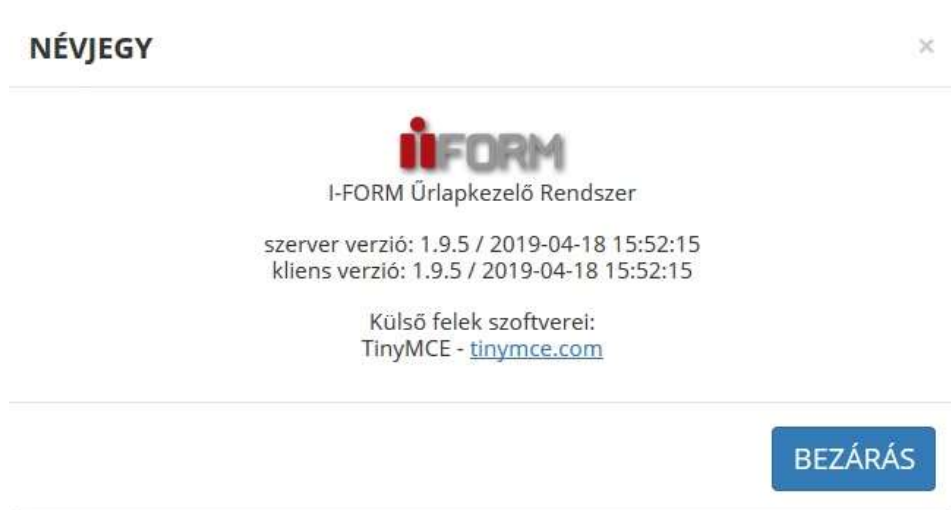 NÉVJEGY
×
iFORM
I-FORM Űrlapkezelő Rendszer
szerver verzió: 1.9.5 / 2019-04-18 15:52:15
kliens verzió: 1.9.5 / 2019-04-18 15:52:15
Külső felek szoftverei:
TinyMCE - tinymce.com
BEZÁRÁS